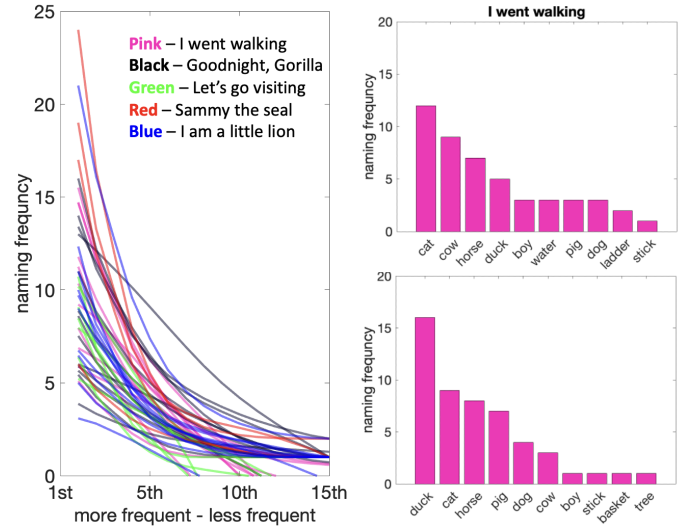 25
20
15
10
5
0
naming frequncy
Pink – I went walking
Black – Goodnight, Gorilla
Green – Let's go visiting
Red – Sammy the seal
Blue – I am a little lion
1st 5th 10th 15th
more frequent - less frequent
I went walking
20
15
10
5
0
naming frequncy
cat cow horse duck boy water pig dog ladder stick
20
15
10
5
0
naming frequncy
duck cat horse pig dog cow boy stick basket tree